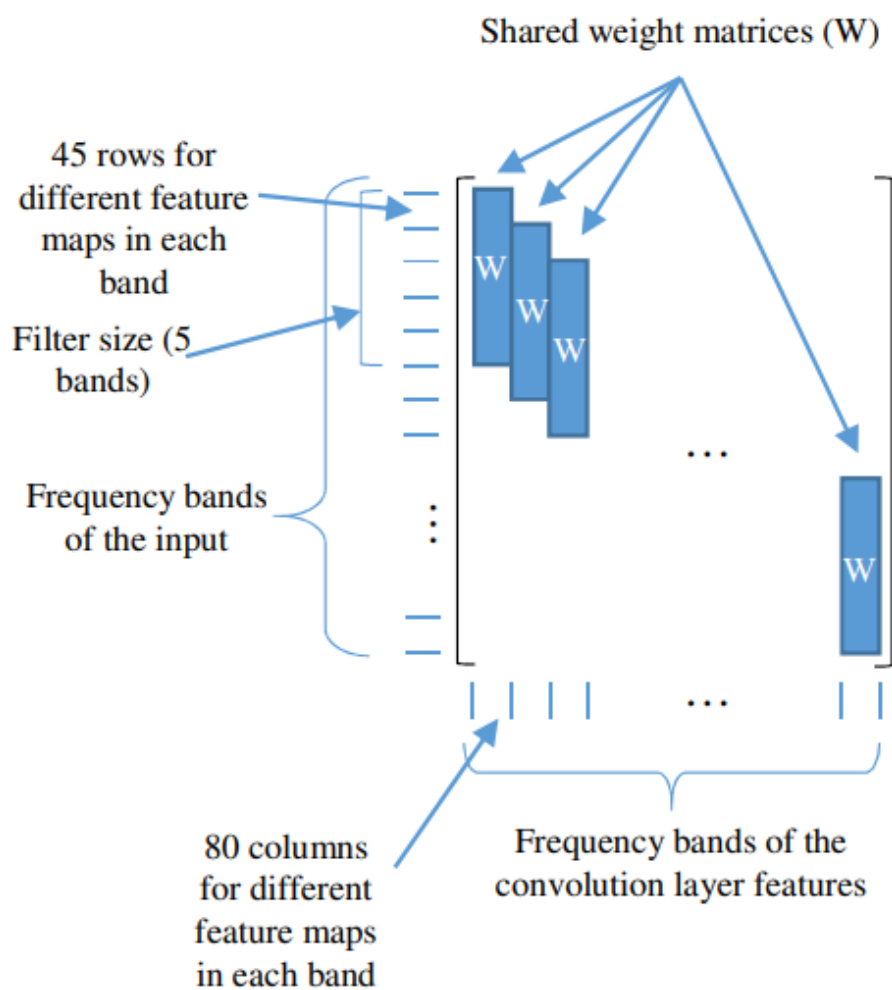 Shared weight matrices (W)
45 rows for
different feature
maps in each
band
Filter size (5
bands)
Frequency bands
of the input
W
W
W
...
W
...
...
80 columns
for different
feature maps
in each band
Frequency bands of the
convolution layer features